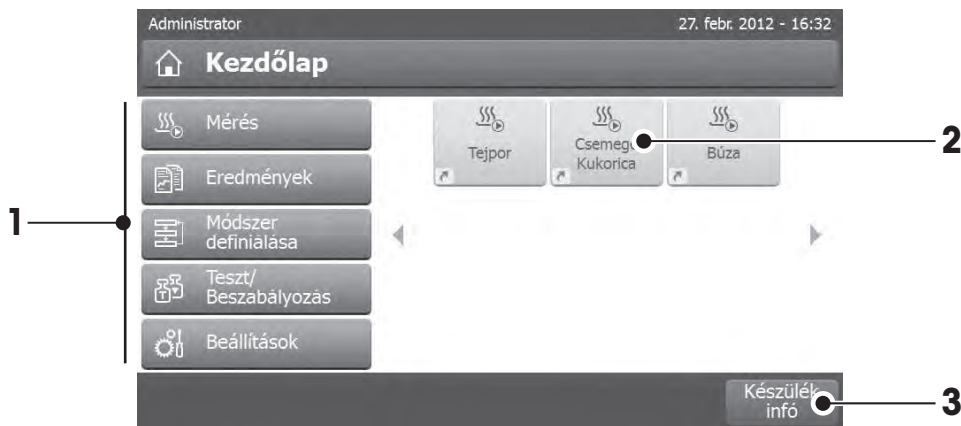 Administrator
27. febr. 2012 - 16:32
Kezdőlap
Mérés
Eredmények
Módszer
definiálása
Teszt/
Beszabályozás
Beállítások
Tejpor
Csemege
Kukorica
Búza
Készülék
infó
1
2
3